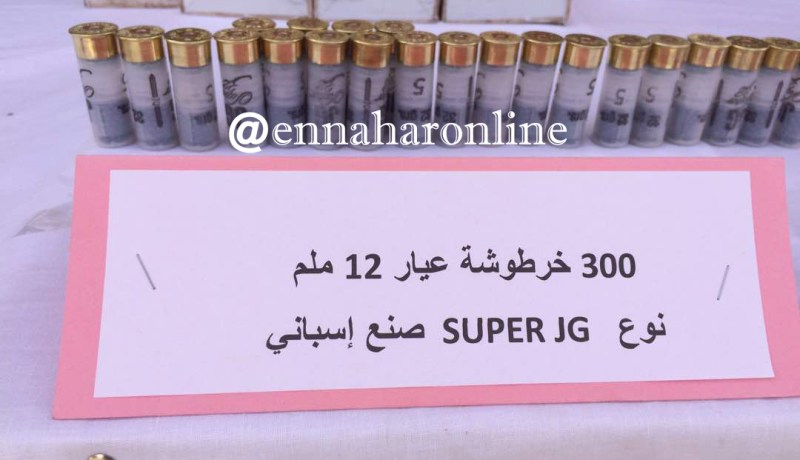 @ennaharonline
300 خرطوشة عيار 12 ملم
نوع SUPER JG صنع إسباني